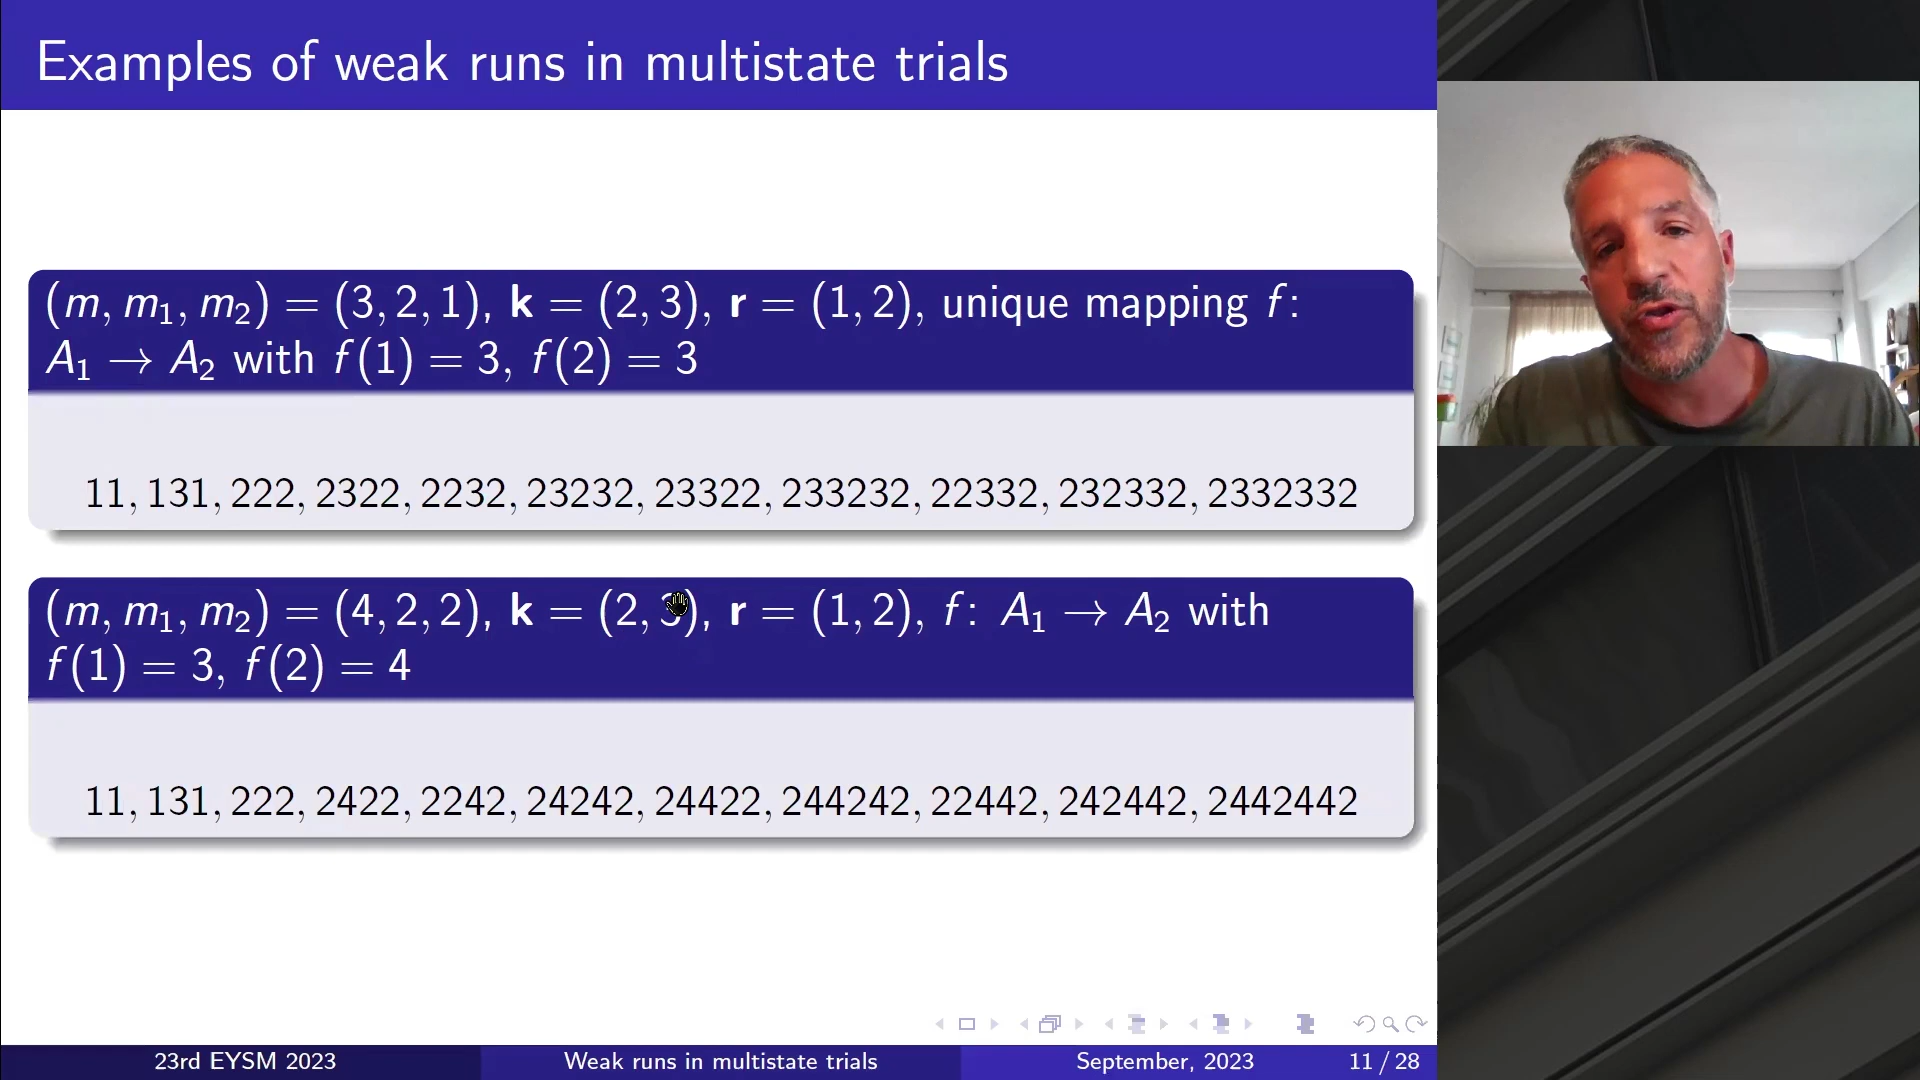 Examples of weak runs in multistate trials
(m, m₁, m₂) = (3, 2, 1), k = (2, 3), r = (1, 2), unique mapping f:
A₁ → A₂ with f(1) = 3, f(2) = 3
11, 131, 222, 2322, 2232, 23232, 23322, 233232, 22332, 232332, 2332332
(m, m₁, m₂) = (4, 2, 2), k = (2, 3), r = (1, 2), f: A₁ → A₂ with
f(1) = 3, f(2) = 4
11, 131, 222, 2422, 2242, 24242, 24422, 244242, 22442, 242442, 2442442
23rd EYSM 2023 Weak runs in multistate trials September, 2023 11 / 28